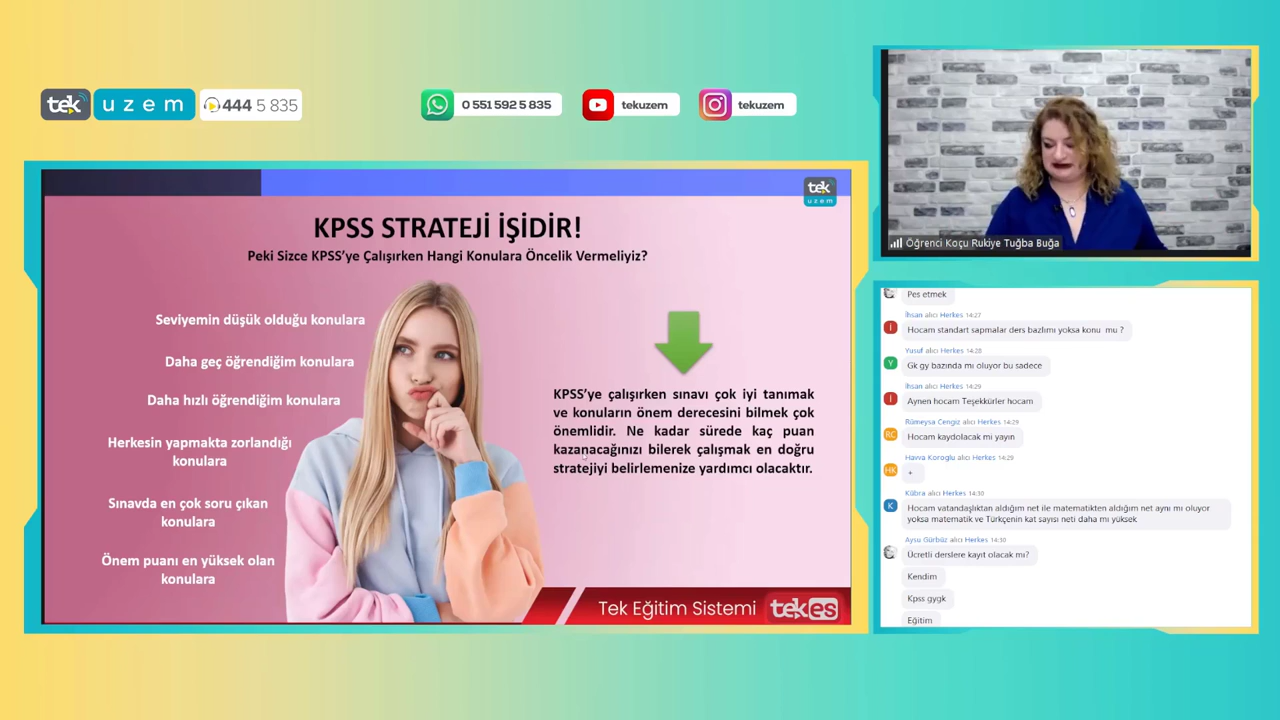 tek uzem 444 5 835
0 551 592 5 835
tekuzem
tekuzem
tek
uzem
KPSS STRATEJİ İŞİDİR!
Peki Sizce KPSS'ye Çalışırken Hangi Konulara Öncelik Vermeliyiz?
Seviyemin düşük olduğu konulara
Daha geç öğrendiğim konulara
Daha hızlı öğrendiğim konulara
Herkesin yapmakta zorlandığı
konulara
Sınavda en çok soru çıkan
konulara
Önem puanı en yüksek olan
konulara
KPSS'ye çalışırken sınavı çok iyi tanımak
ve konuların önem derecesini bilmek çok
önemlidir. Ne kadar sürede kaç puan
kazanacağınızı bilerek çalışmak en doğru
stratejiyi belirlemenize yardımcı olacaktır.
Tek Eğitim Sistemi tekes
Öğrenci Koçu Rukiye Tuğba Buğa
Pes etmek
İhsan alıcı Herkes 14:27
İ
Hocam standart sapmalar ders bazlımı yoksa konu mu ?
Yusuf alıcı Herkes 14:28
Y
Gk gy bazında mı oluyor bu sadece
İhsan alıcı Herkes 14:29
İ
Aynen hocam Teşekkürler hocam
Rümeysa Cengiz alıcı Herkes 14:29
RC
Hocam kaydolacak mi yayın
Havva Koroglu alıcı Herkes 14:29
HK
+
Kübra alıcı Herkes 14:30
K
Hocam vatandaşlıktan aldığım net ile matematikten aldığım net aynı mı oluyor
yoksa matematik ve Türkçenin kat sayısı neti daha mı yüksek
Aysu Gürbüz alıcı Herkes 14:30
Ücretli derslere kayıt olacak mı?
Kendim
Kpss gygk
Eğitim